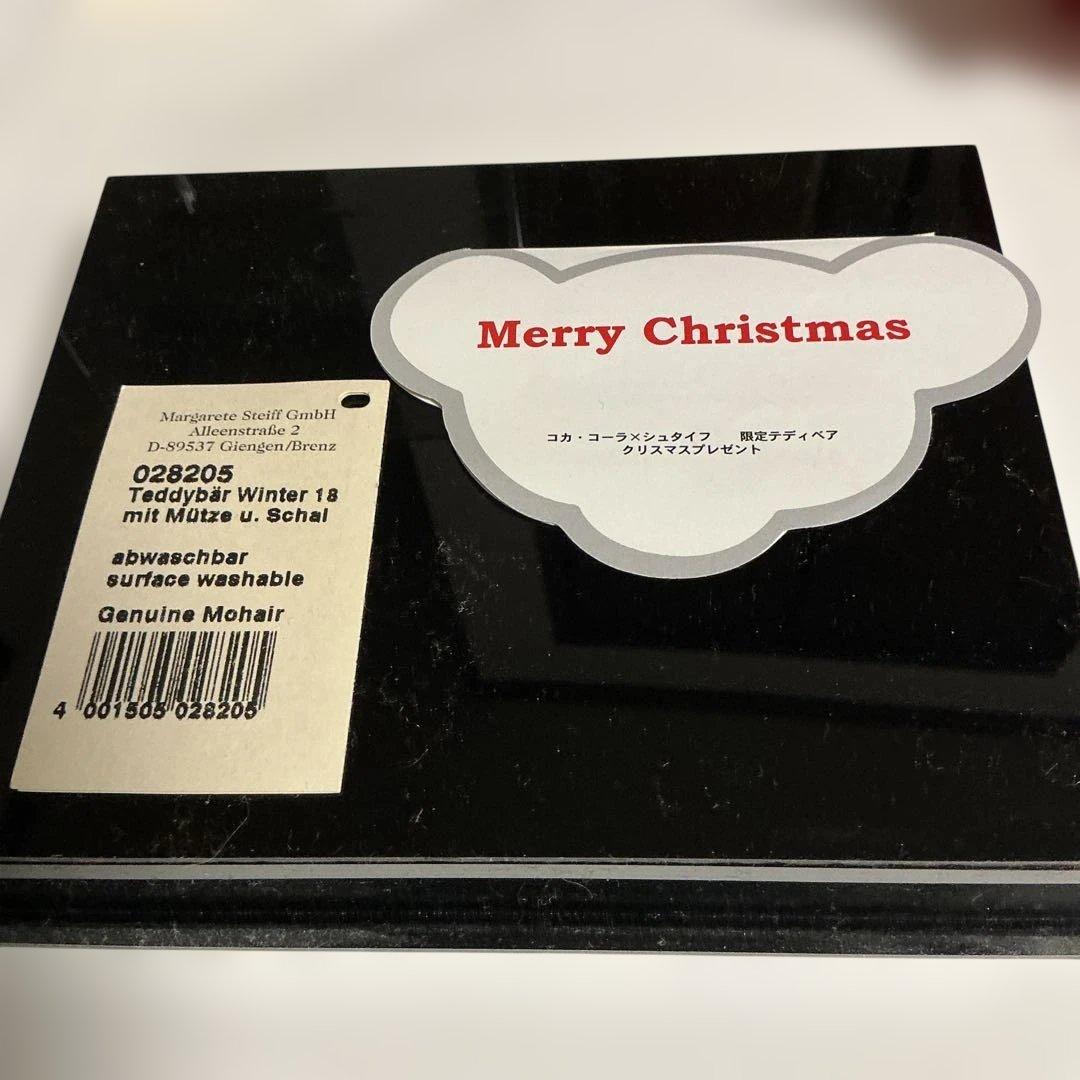 Margarete Steiff GmbH
Alleenstraße 2
D-89537 Giengen/Brenz
028205
Teddybär Winter 18
mit Mütze u. Schal
abwaschbar
surface washable
Genuine Mohair
4 001505 028205
Merry Christmas
コカ・コーラ×シュタイフ　限定テディベア
クリスマスプレゼント